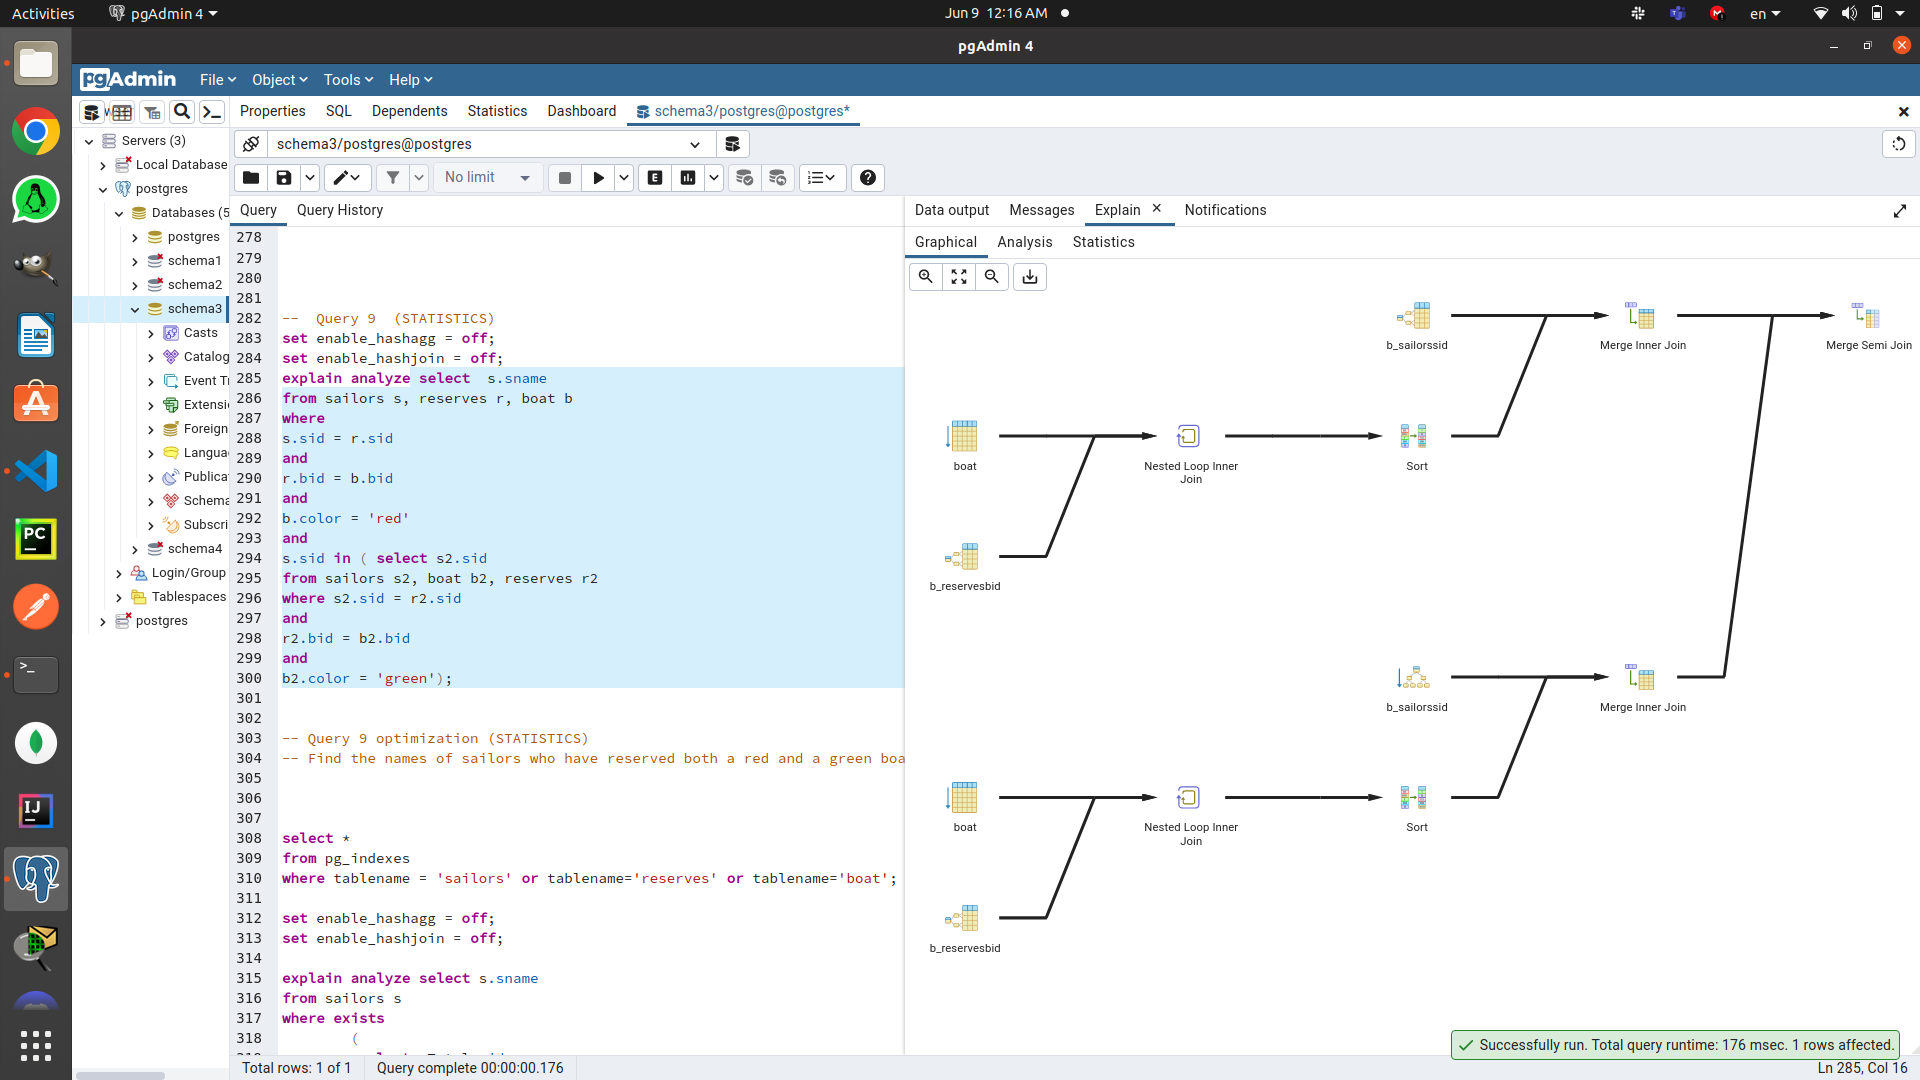 Activities
pgAdmin 4
Jun 9 12:16 AM
en
pgAdmin 4
pgAdmin
File
Object
Tools
Help
Properties
SQL
Dependents
Statistics
Dashboard
schema3/postgres@postgres*
Servers (3)
Local Database
postgres
Databases (5
postgres
schema1
schema2
schema3
Casts
Catalog
Event Tr
Extensi
Foreign
Langua
Publica
Schema
Subscri
schema4
Login/Group
Tablespaces
postgres
schema3/postgres@postgres
No limit
E
Query
Query History
278
279
280
281
282 -- Query 9 (STATISTICS)
283 set enable_hashagg = off;
284 set enable_hashjoin = off;
285 explain analyze select s.sname
286 from sailors s, reserves r, boat b
287 where
288 s.sid = r.sid
289 and
290 r.bid = b.bid
291 and
292 b.color = 'red'
293 and
294 s.sid in ( select s2.sid
295 from sailors s2, boat b2, reserves r2
296 where s2.sid = r2.sid
297 and
298 r2.bid = b2.bid
299 and
300 b2.color = 'green');
301
302
303 -- Query 9 optimization (STATISTICS)
304 -- Find the names of sailors who have reserved both a red and a green boa
305
306
307
308 select *
309 from pg_indexes
310 where tablename = 'sailors' or tablename='reserves' or tablename='boat';
311
312 set enable_hashagg = off;
313 set enable_hashjoin = off;
314
315 explain analyze select s.sname
316 from sailors s
317 where exists
318 (
Data output
Messages
Explain
Notifications
Graphical
Analysis
Statistics
b_sailorssid
Merge Inner Join
Merge Semi Join
boat
Nested Loop Inner
Join
Sort
b_reservesbid
b_sailorssid
Merge Inner Join
boat
Nested Loop Inner
Join
Sort
b_reservesbid
Successfully run. Total query runtime: 176 msec. 1 rows affected.
Total rows: 1 of 1
Query complete 00:00:00.176
Ln 285, Col 16
PC
IJ